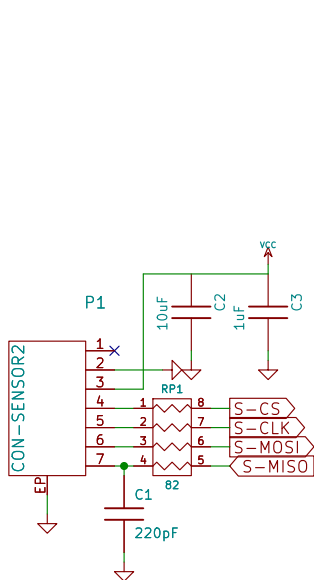 VCC
10uF
C2
1uF
C3
P1
CON-SENSOR2
1
2
3
4
5
6
7
EP
RP1
1
2
3
4
8
7
6
5
82
S-CS
S-CLK
S-MOSI
S-MISO
C1
220pF